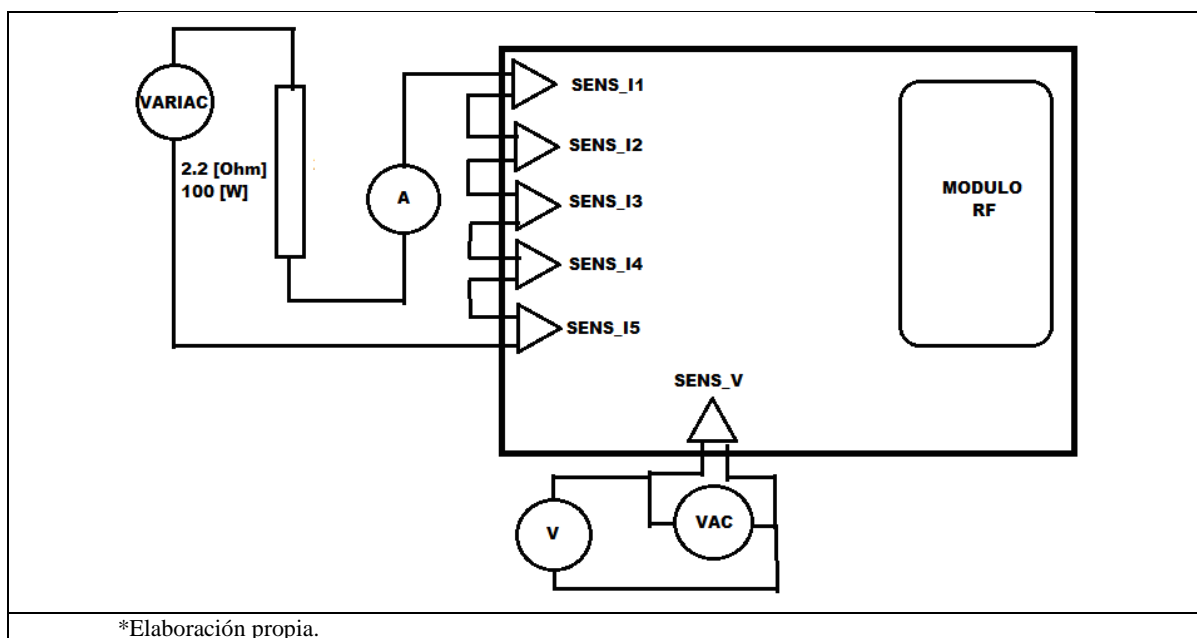 VARIAC
2.2 [Ohm]
100 [W]
A
SENS_I1
SENS_I2
SENS_I3
SENS_I4
SENS_I5
MODULO
RF
SENS_V
V
VAC
*Elaboración propia.